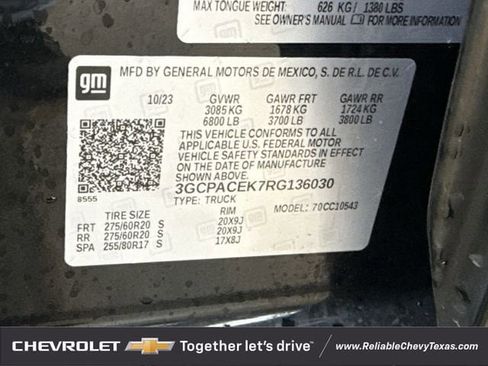 MAX TONGUE WEIGHT: 626 KG / 1380 LBS
SEE OWNER'S MANUAL FOR MORE INFORMATION
gm
MFD BY GENERAL MOTORS DE MEXICO, S. DE R.L. DE C.V.
10/23 GVWR GAWR FRT GAWR RR
3085 KG 1678 KG 1724 KG
6800 LB 3700 LB 3800 LB
THIS VEHICLE CONFORMS TO ALL
APPLICABLE U.S. FEDERAL MOTOR
VEHICLE SAFETY STANDARDS IN
EFFECT ON THE DATE OF
MANUFACTURE SHOWN ABOVE.
8555
3GCPACEK7RG136030
TYPE: TRUCK MODEL: 70CC10543
TIRE SIZE RIM
FRT 275/60R20 S 20X9J
RR 275/60R20 S 20X9J
SPA 255/80R17 S 17X8J
CHEVROLET Together let's drive™ www.ReliableChevyTexas.com